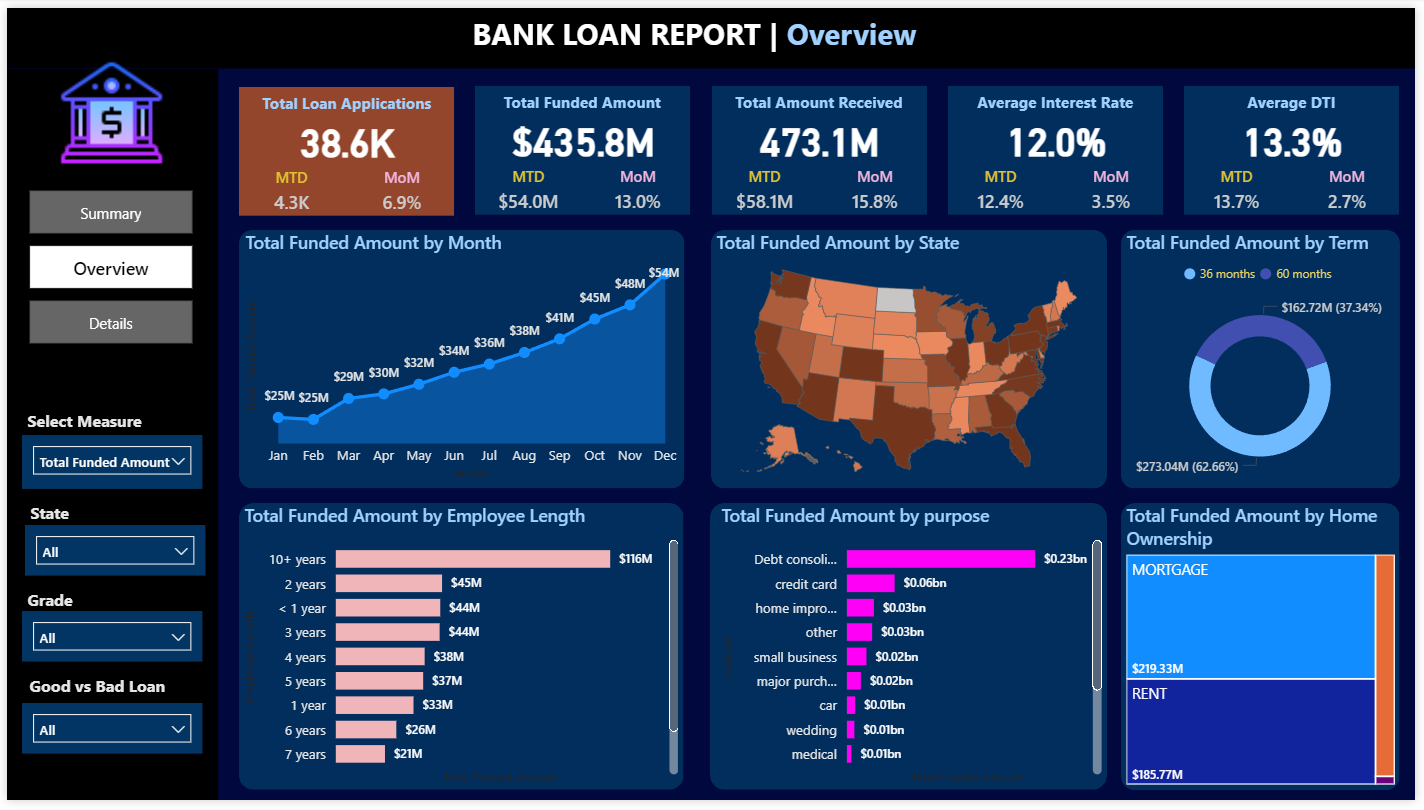 BANK LOAN REPORT | Overview
$
Summary
Overview
Details
Select Measure
Total Funded Amount
State
All
Grade
All
Good vs Bad Loan
All
Total Loan Applications
38.6K
MTD MoM
4.3K 6.9%
Total Funded Amount
$435.8M
MTD MoM
$54.0M 13.0%
Total Amount Received
473.1M
MTD MoM
$58.1M 15.8%
Average Interest Rate
12.0%
MTD MoM
12.4% 3.5%
Average DTI
13.3%
MTD MoM
13.7% 2.7%
Total Funded Amount by Month
$25M $25M $29M $30M $32M $34M $36M $38M $41M $45M $48M $54M
Jan Feb Mar Apr May Jun Jul Aug Sep Oct Nov Dec
Total Funded Amount by State
Total Funded Amount by Term
36 months 60 months
$162.72M (37.34%)
$273.04M (62.66%)
Total Funded Amount by Employee Length
10+ years $116M
2 years $45M
< 1 year $44M
3 years $44M
4 years $38M
5 years $37M
1 year $33M
6 years $26M
7 years $21M
Total Funded Amount by purpose
Debt consoli... $0.23bn
credit card $0.06bn
home impro... $0.03bn
other $0.03bn
small business $0.02bn
major purch... $0.02bn
car $0.01bn
wedding $0.01bn
medical $0.01bn
Total Funded Amount by Home
Ownership
MORTGAGE
$219.33M
RENT
$185.77M